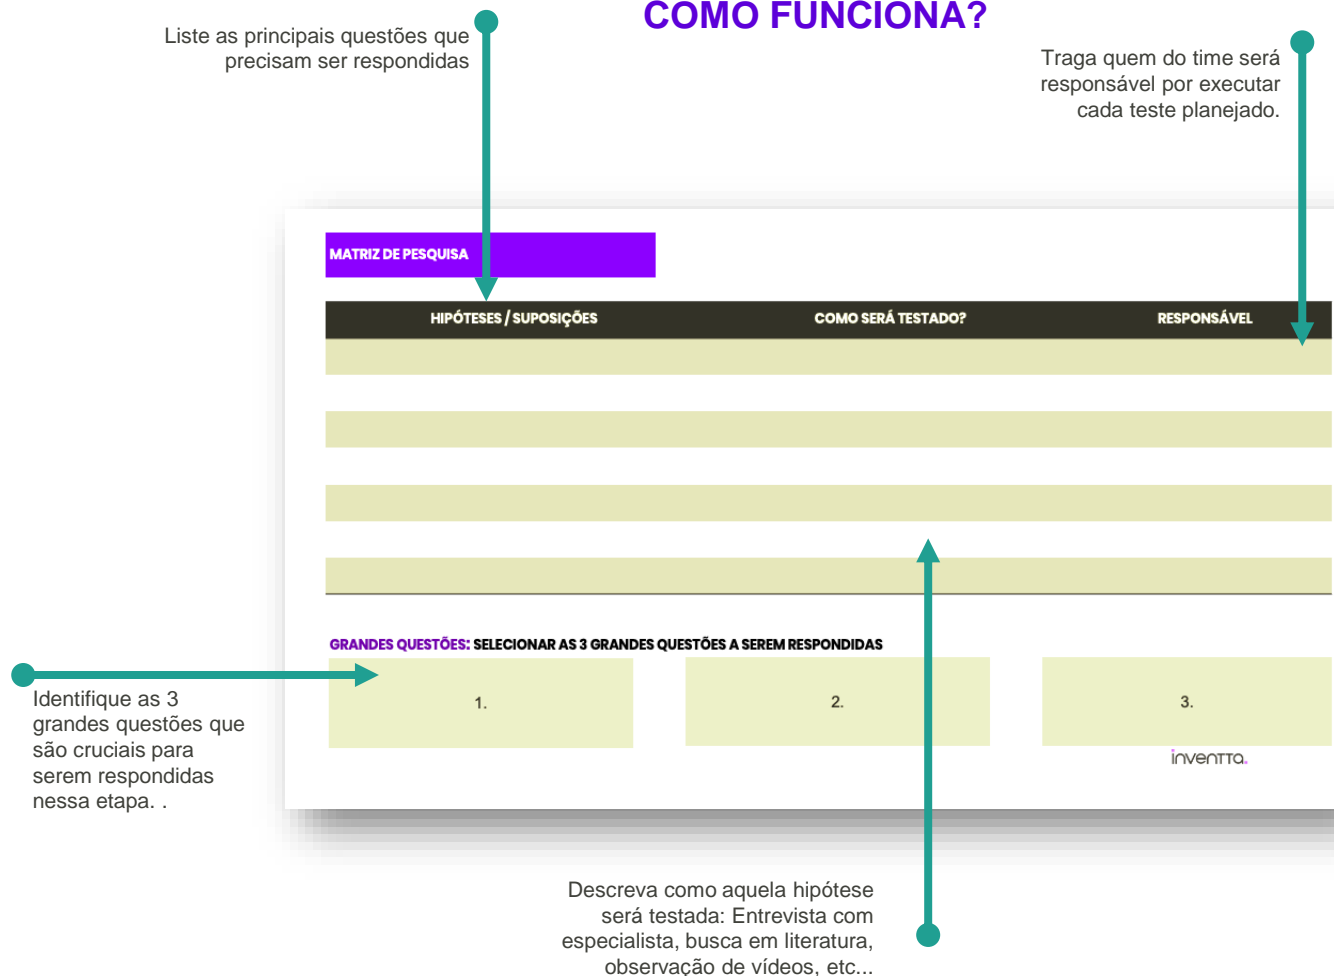 COMO FUNCIONA?
Liste as principais questões que
precisam ser respondidas
Traga quem do time será
responsável por executar
cada teste planejado.
MATRIZ DE PESQUISA
HIPÓTESES / SUPOSIÇÕES
COMO SERÁ TESTADO?
RESPONSÁVEL
GRANDES QUESTÕES: SELECIONAR AS 3 GRANDES QUESTÕES A SEREM RESPONDIDAS
1.
2.
3.
inventta.
Identifique as 3
grandes questões que
são cruciais para
serem respondidas
nessa etapa. .
Descreva como aquela hipótese
será testada: Entrevista com
especialista, busca em literatura,
observação de vídeos, etc...